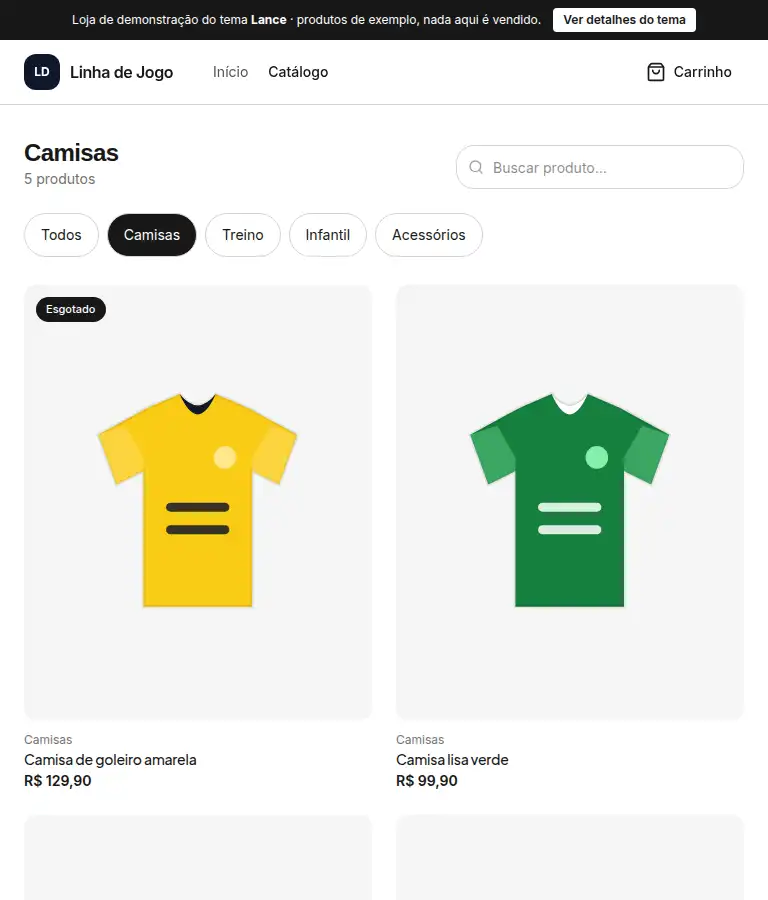 Loja de demonstração do tema Lance · produtos de exemplo, nada aqui é vendido. Ver detalhes do tema
LD Linha de Jogo Início Catálogo Carrinho
Camisas
5 produtos
Buscar produto...
Todos Camisas Treino Infantil Acessórios
Esgotado
Camisas
Camisa de goleiro amarela
R$ 129,90
Camisas
Camisa lisa verde
R$ 99,90